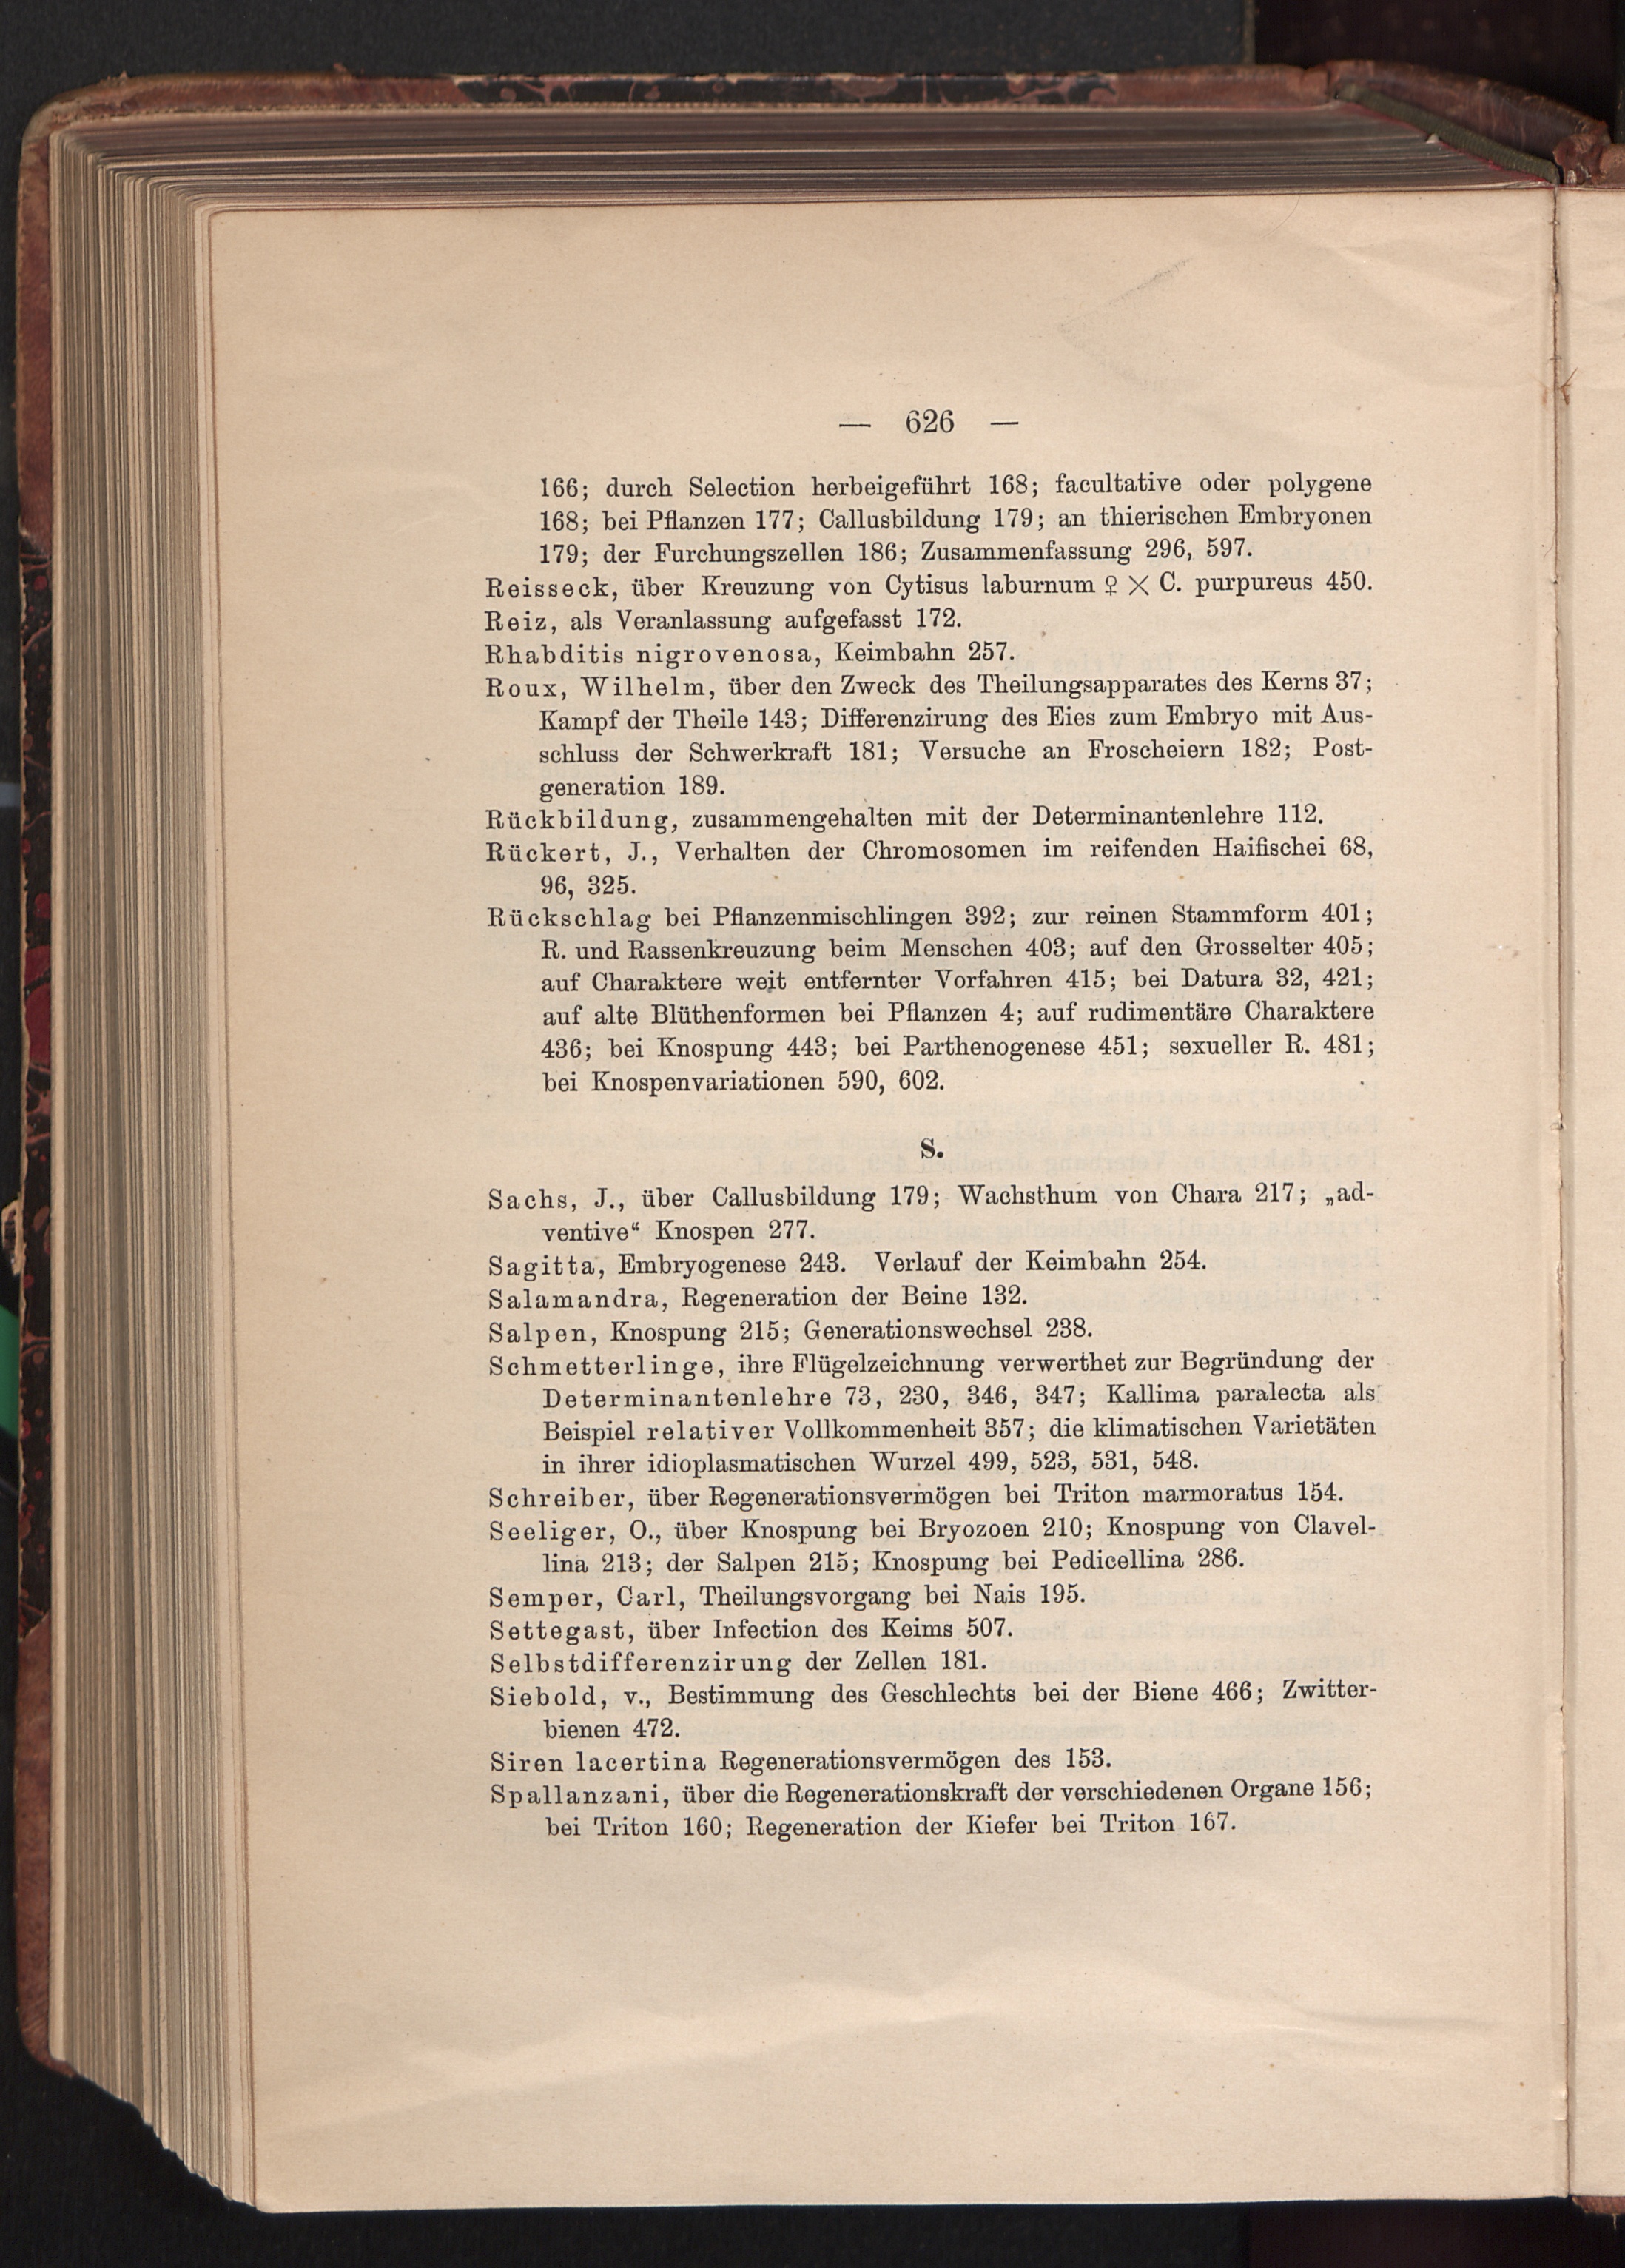 — 626 —
166; durch Selection herbeigeführt 168; facultative oder polygene
168; bei Pflanzen 177; Callusbildung 179; an thierischen Embryonen
179; der Furchungszellen 186; Zusammenfassung 296, 597.
Reisseck, über Kreuzung von Cytisus laburnum ♀ × C. purpureus 450.
Reiz, als Veranlassung aufgefasst 172.
Rhabditis nigrovenosa, Keimbahn 257.
Roux, Wilhelm, über den Zweck des Theilungsapparates des Kerns 37;
Kampf der Theile 143; Differenzirung des Eies zum Embryo mit Aus-
schluss der Schwerkraft 181; Versuche an Froscheiern 182; Post-
generation 189.
Rückbildung, zusammengehalten mit der Determinantenlehre 112.
Rückert, J., Verhalten der Chromosomen im reifenden Haifischei 68,
96, 325.
Rückschlag bei Pflanzenmischlingen 392; zur reinen Stammform 401;
R. und Rassenkreuzung beim Menschen 403; auf den Grosselter 405;
auf Charaktere weit entfernter Vorfahren 415; bei Datura 32, 421;
auf alte Blüthenformen bei Pflanzen 4; auf rudimentäre Charaktere
436; bei Knospung 443; bei Parthenogenese 451; sexueller R. 481;
bei Knospenvariationen 590, 602.
S.
Sachs, J., über Callusbildung 179; Wachsthum von Chara 217; „ad-
ventive“ Knospen 277.
Sagitta, Embryogenese 243. Verlauf der Keimbahn 254.
Salamandra, Regeneration der Beine 132.
Salpen, Knospung 215; Generationswechsel 238.
Schmetterlinge, ihre Flügelzeichnung verwerthet zur Begründung der
Determinantenlehre 73, 230, 346, 347; Kallima paralecta als
Beispiel relativer Vollkommenheit 357; die klimatischen Varietäten
in ihrer idioplasmatischen Wurzel 499, 523, 531, 548.
Schreiber, über Regenerationsvermögen bei Triton marmoratus 154.
Seeliger, O., über Knospung bei Bryozoen 210; Knospung von Clavel-
lina 213; der Salpen 215; Knospung bei Pedicellina 286.
Semper, Carl, Theilungsvorgang bei Nais 195.
Settegast, über Infection des Keims 507.
Selbstdifferenzirung der Zellen 181.
Siebold, v., Bestimmung des Geschlechts bei der Biene 466; Zwitter-
bienen 472.
Siren lacertina Regenerationsvermögen des 153.
Spallanzani, über die Regenerationskraft der verschiedenen Organe 156;
bei Triton 160; Regeneration der Kiefer bei Triton 167.